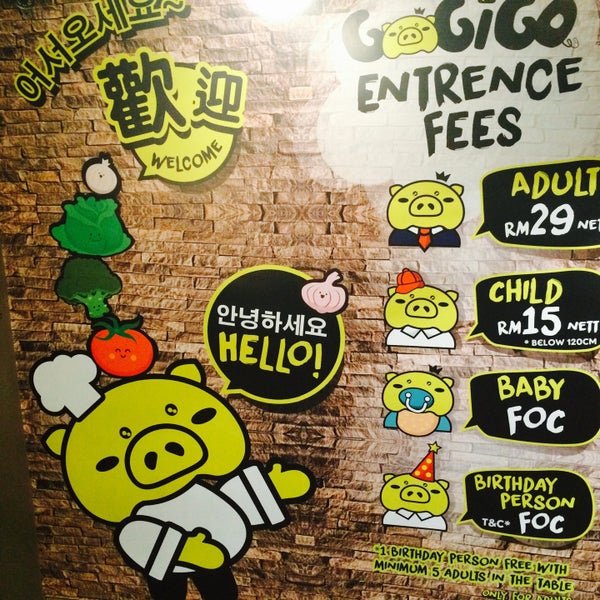 어서오세요~
歡迎
WELCOME
GOGiGO
ENTRENCE
FEES
ADULT
RM29 NETT
안녕하세요
HELLO!
CHILD
RM15 NETT
* BELOW 120CM
BABY
FOC
BIRTHDAY
PERSON
T&C* FOC
*1 BIRTHDAY PERSON FREE WITH
MINIMUM 5 ADULTS IN THE TABLE
ONLY FOR ADULTS